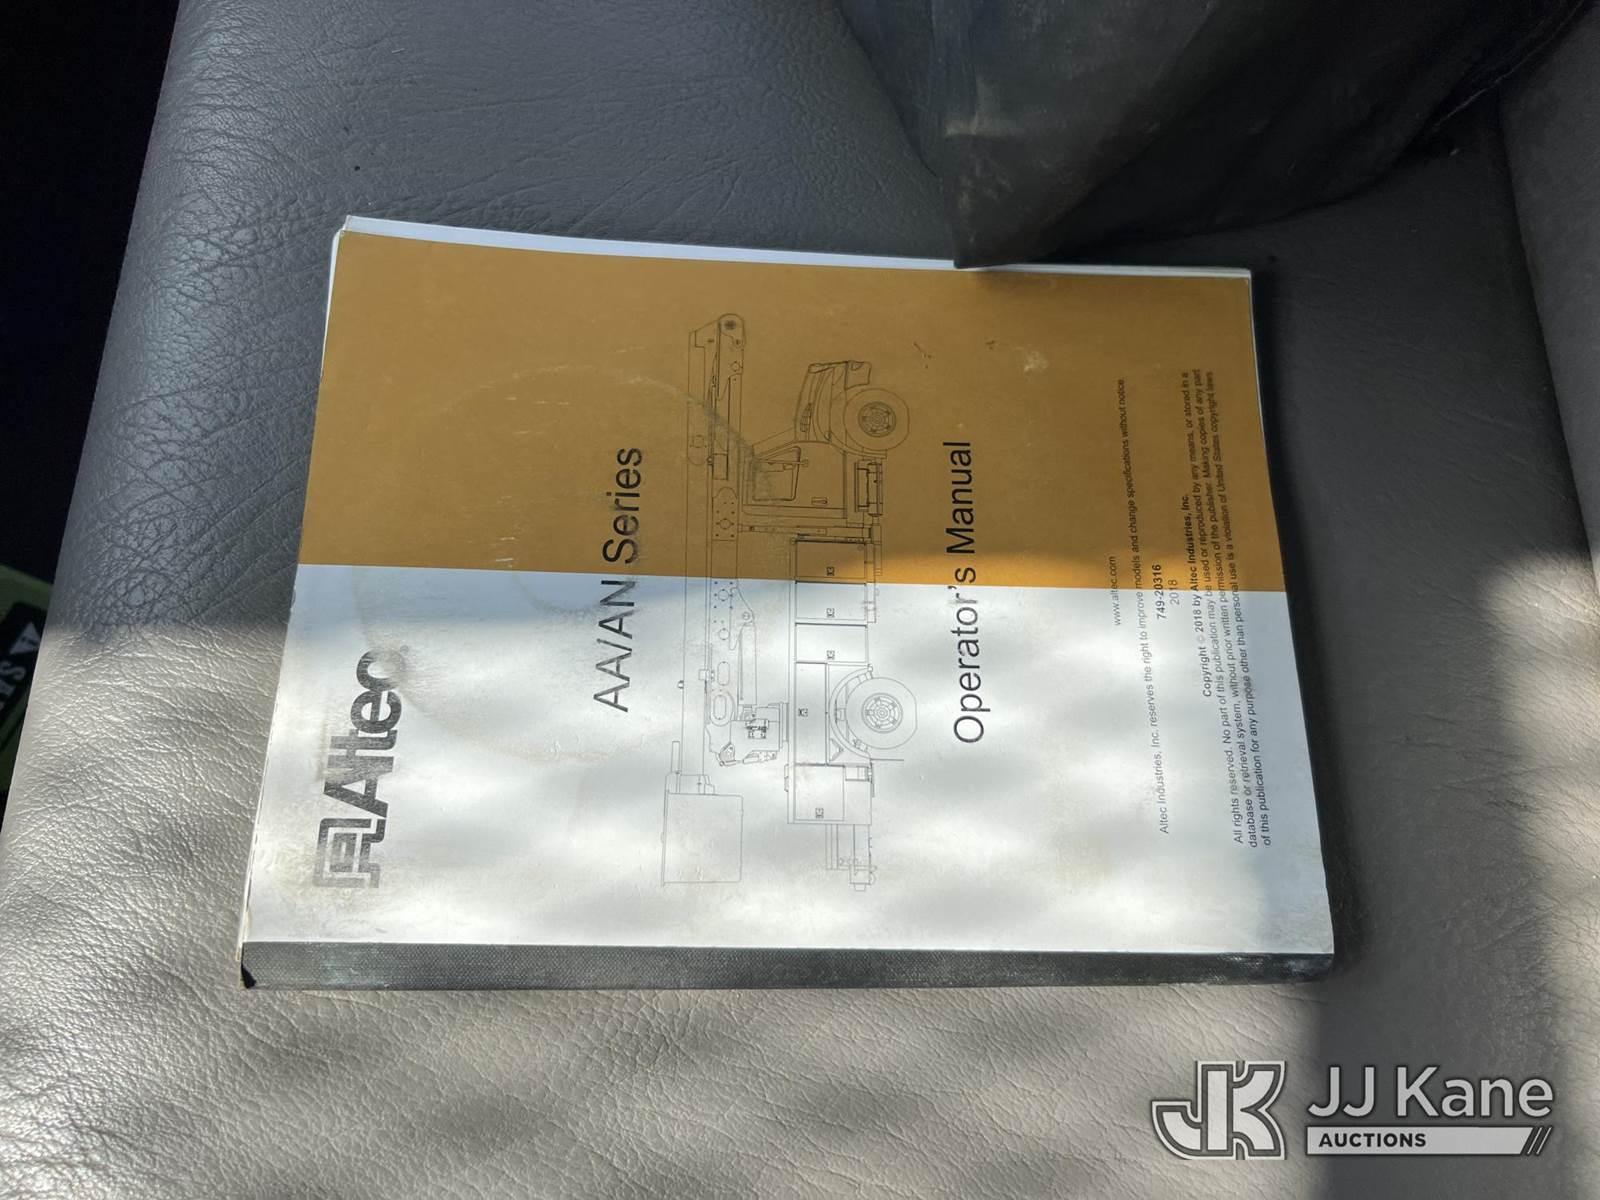 Altec
AA/AN Series
Operator's Manual
www.altec.com
Altec Industries, Inc. reserves the right to improve models and change specifications without notice.
749-20316
2018
Copyright © 2018 by Altec Industries, Inc.
All rights reserved. No part of this publication may be used or reproduced by any means, or stored in a
database or retrieval system, without prior written permission of the publisher. Making copies of any part
of this publication for any purpose other than personal use is a violation of United States copyright laws.
JJ Kane
AUCTIONS